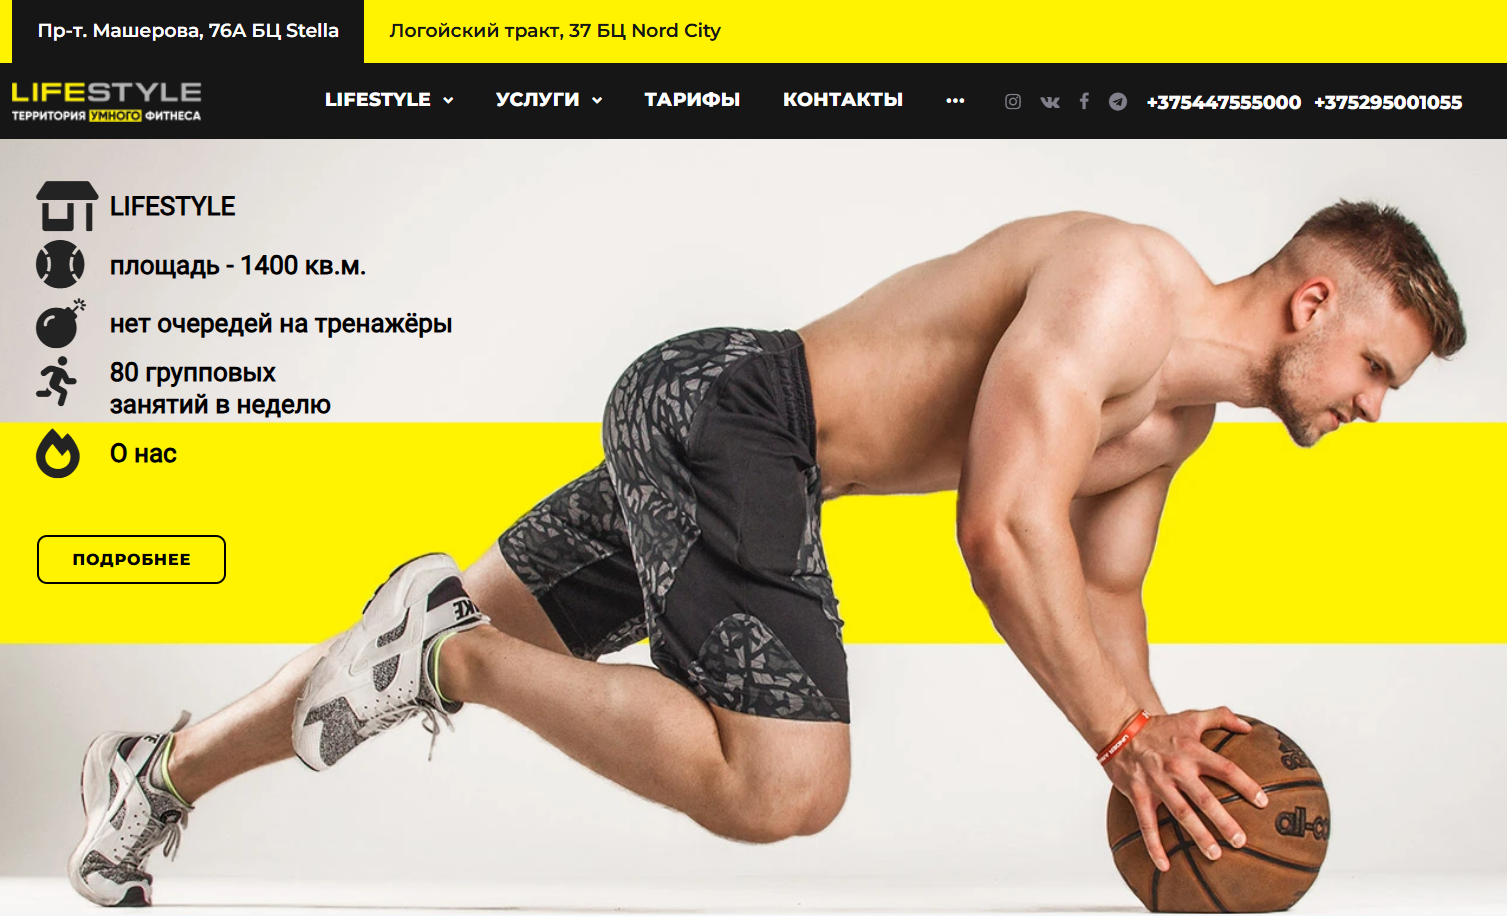 Пр-т. Машерова, 76А БЦ Stella
Логойский тракт, 37 БЦ Nord City
LIFESTYLE
ТЕРРИТОРИЯ УМНОГО ФИТНЕСА
LIFESTYLE
УСЛУГИ
ТАРИФЫ
КОНТАКТЫ
+375447555000 +375295001055
LIFESTYLE
площадь - 1400 кв.м.
нет очередей на тренажёры
80 групповых
занятий в неделю
О нас
ПОДРОБНЕЕ